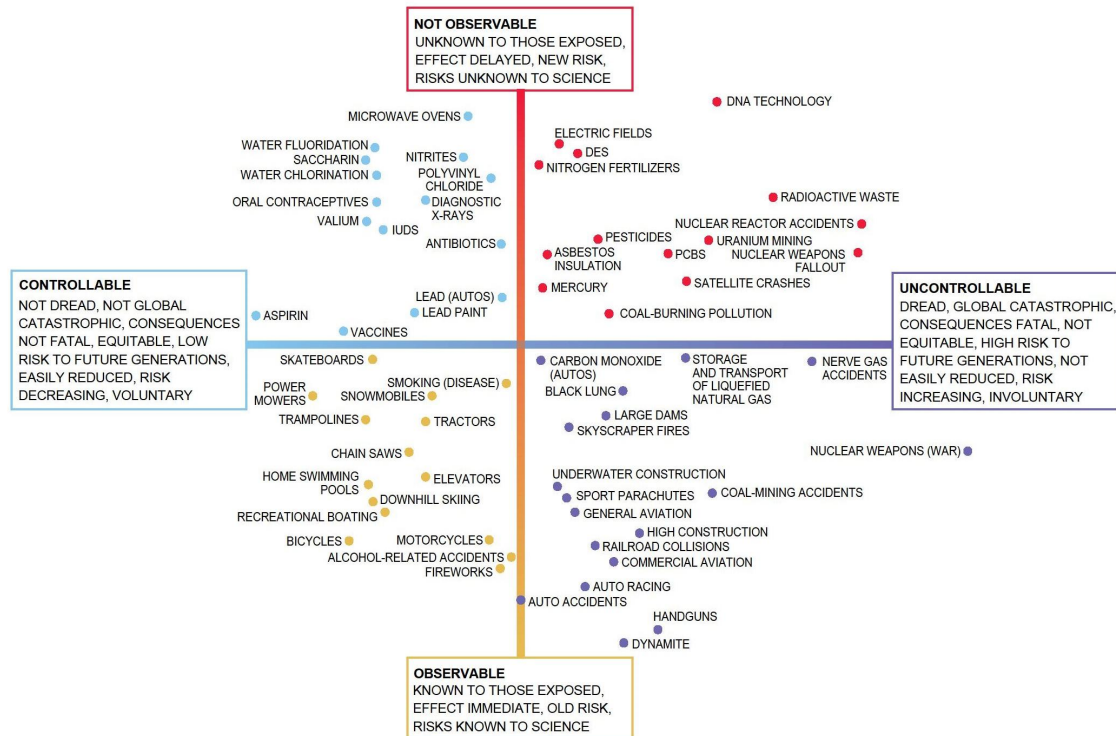 NOT OBSERVABLE
UNKNOWN TO THOSE EXPOSED,
EFFECT DELAYED, NEW RISK,
RISKS UNKNOWN TO SCIENCE
DNA TECHNOLOGY
MICROWAVE OVENS
ELECTRIC FIELDS
WATER FLUORIDATION
DES
SACCHARIN
NITRITES
NITROGEN FERTILIZERS
WATER CHLORINATION
POLYVINYL
CHLORIDE
ORAL CONTRACEPTIVES
DIAGNOSTIC
X-RAYS
RADIOACTIVE WASTE
VALIUM
IUDS
NUCLEAR REACTOR ACCIDENTS
ANTIBIOTICS
PESTICIDES
URANIUM MINING
ASBESTOS
INSULATION
PCBS
NUCLEAR WEAPONS
FALLOUT
CONTROLLABLE
NOT DREAD, NOT GLOBAL
CATASTROPHIC, CONSEQUENCES
NOT FATAL, EQUITABLE, LOW
RISK TO FUTURE GENERATIONS,
EASILY REDUCED, RISK
DECREASING, VOLUNTARY
MERCURY
SATELLITE CRASHES
LEAD (AUTOS)
LEAD PAINT
COAL-BURNING POLLUTION
ASPIRIN
VACCINES
UNCONTROLLABLE
DREAD, GLOBAL CATASTROPHIC,
CONSEQUENCES FATAL, NOT
EQUITABLE, HIGH RISK TO
FUTURE GENERATIONS, NOT
EASILY REDUCED, RISK
INCREASING, INVOLUNTARY
SKATEBOARDS
CARBON MONOXIDE
(AUTOS)
STORAGE
AND TRANSPORT
OF LIQUEFIED
NATURAL GAS
NERVE GAS
ACCIDENTS
SMOKING (DISEASE)
POWER
MOWERS
SNOWMOBILES
BLACK LUNG
TRAMPOLINES
TRACTORS
LARGE DAMS
SKYSCRAPER FIRES
CHAIN SAWS
NUCLEAR WEAPONS (WAR)
HOME SWIMMING
POOLS
ELEVATORS
UNDERWATER CONSTRUCTION
DOWNHILL SKIING
SPORT PARACHUTES
COAL-MINING ACCIDENTS
RECREATIONAL BOATING
GENERAL AVIATION
BICYCLES
MOTORCYCLES
HIGH CONSTRUCTION
RAILROAD COLLISIONS
ALCOHOL-RELATED ACCIDENTS
FIREWORKS
COMMERCIAL AVIATION
AUTO RACING
AUTO ACCIDENTS
HANDGUNS
DYNAMITE
OBSERVABLE
KNOWN TO THOSE EXPOSED,
EFFECT IMMEDIATE, OLD RISK,
RISKS KNOWN TO SCIENCE